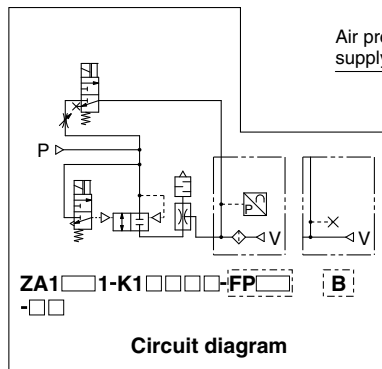 Air pre
supply
P
P
V
V
ZA1□□1-K1□□□□-FP□□ B
-□□
Circuit diagram